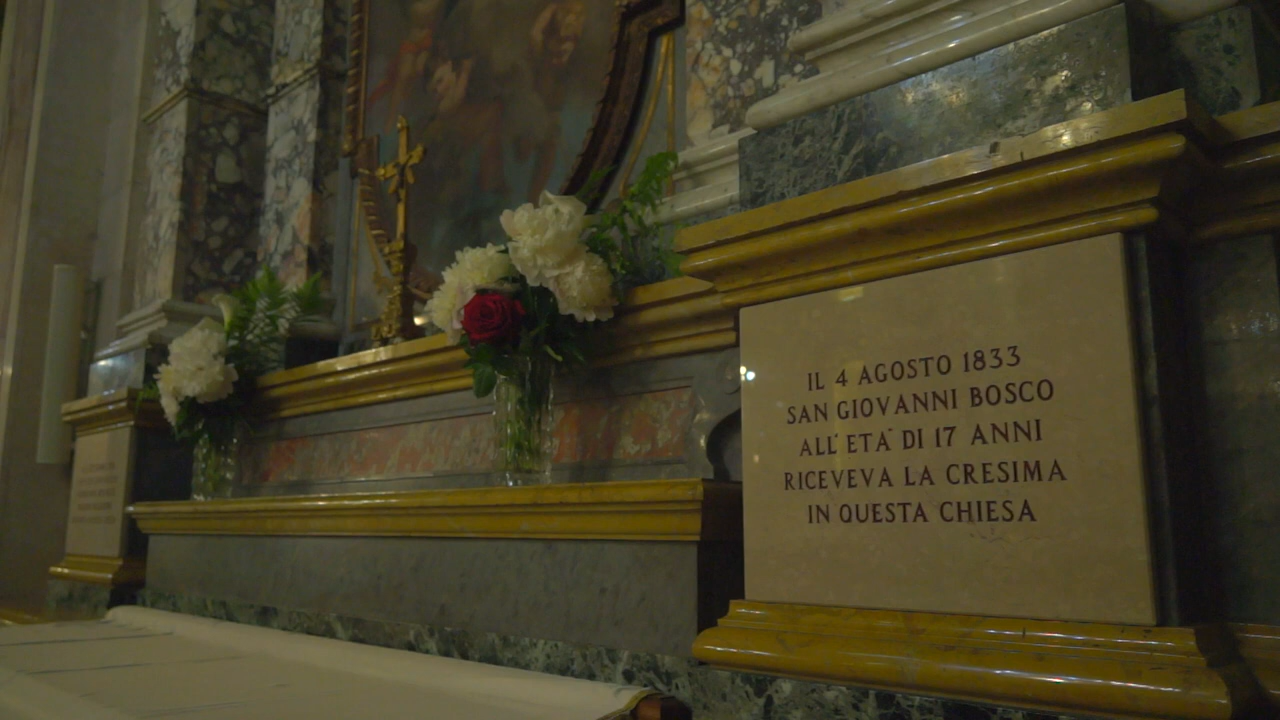 IL 4 AGOSTO 1833
SAN GIOVANNI BOSCO
ALL'ETA' DI 17 ANNI
RICEVEVA LA CRESIMA
IN QUESTA CHIESA